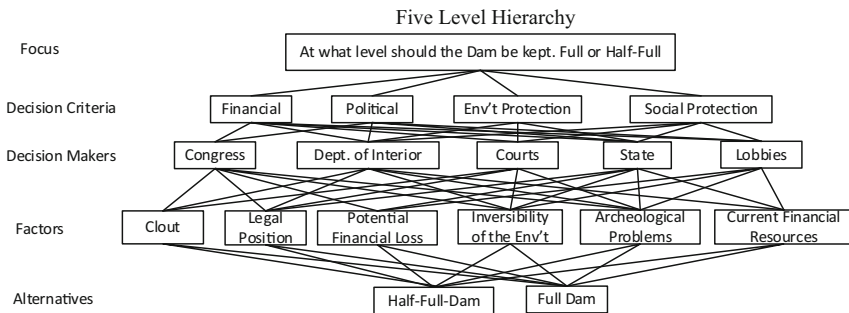 Five Level Hierarchy
Focus
At what level should the Dam be kept. Full or Half-Full
Decision Criteria
Financial
Political
Env't Protection
Social Protection
Decision Makers
Congress
Dept. of Interior
Courts
State
Lobbies
Factors
Clout
Legal
Position
Potential
Financial Loss
Inversibility
of the Env't
Archeological
Problems
Current Financial
Resources
Alternatives
Half-Full-Dam
Full Dam